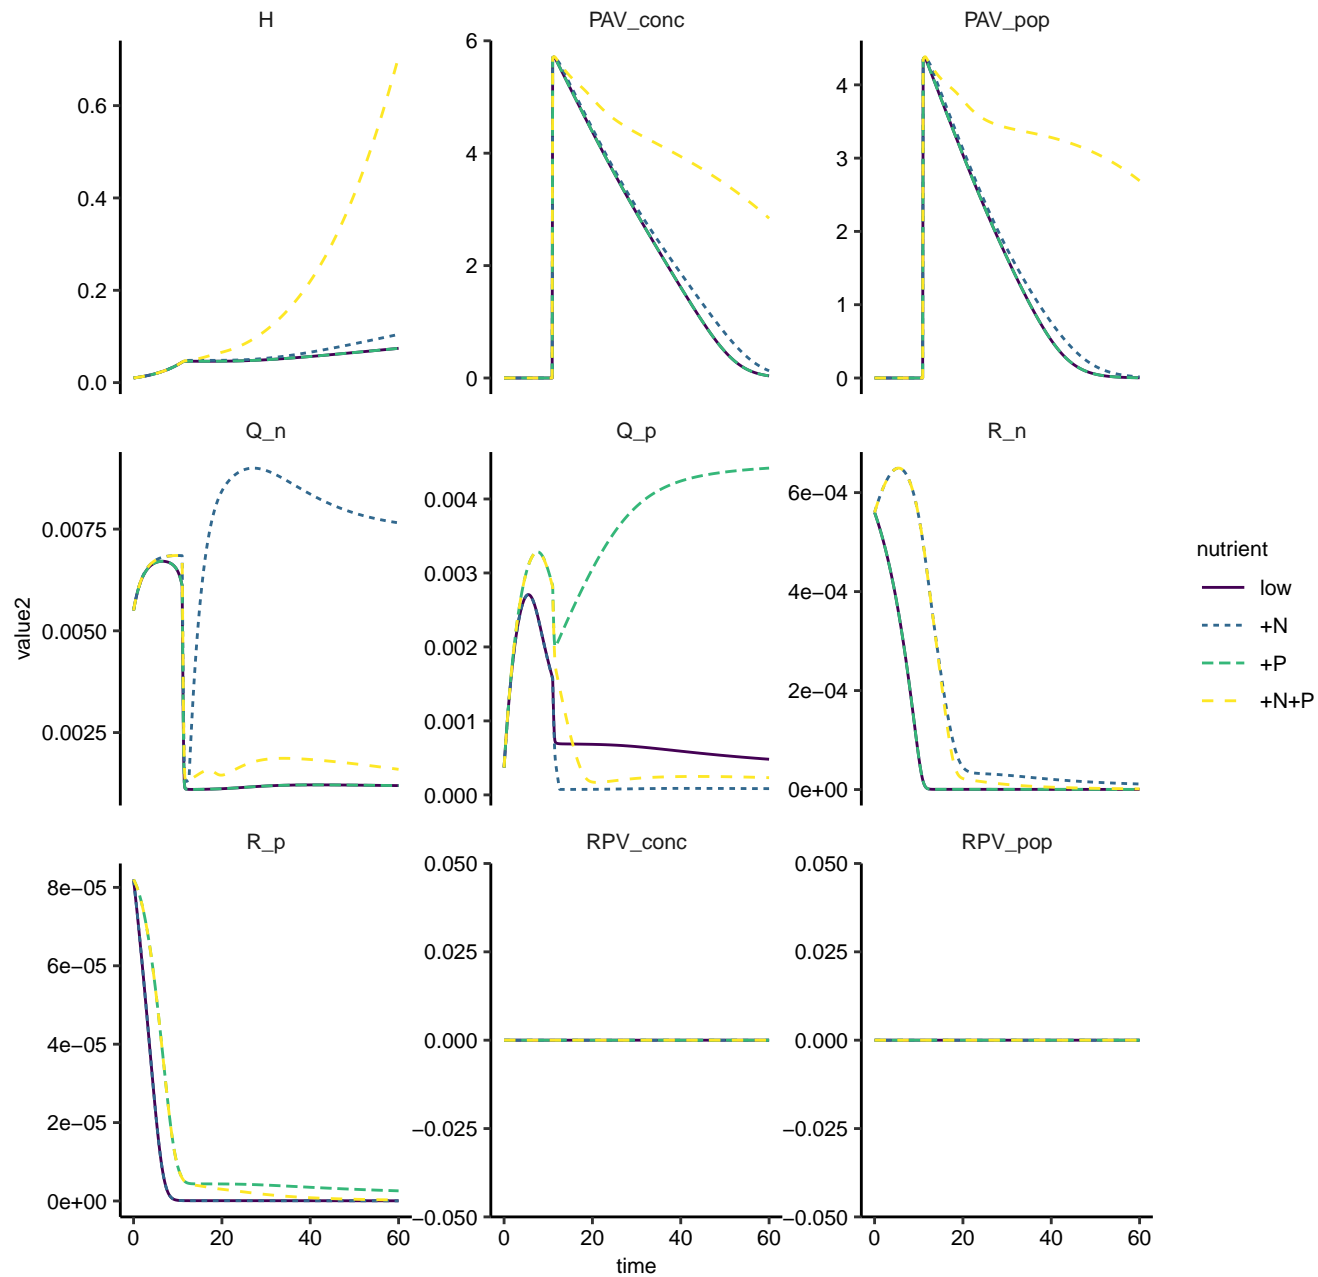 H
PAV_conc
PAV_pop
0.6
0.4
0.2
0.0
6
4
2
0
4
3
2
1
0
Q_n
Q_p
R_n
0.0075
0.0050
0.0025
0.004
0.003
0.002
0.001
0.000
6e−04
4e−04
2e−04
0e+00
value2
nutrient
low
+N
+P
+N+P
R_p
RPV_conc
RPV_pop
8e−05
6e−05
4e−05
2e−05
0e+00
0.050
0.025
0.000
−0.025
−0.050
0.050
0.025
0.000
−0.025
−0.050
0 20 40 60
0 20 40 60
0 20 40 60
time